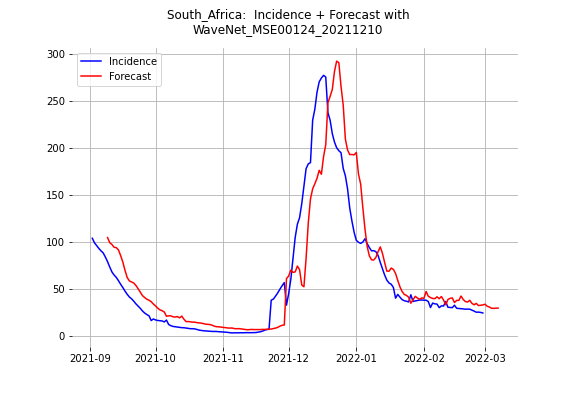 South_Africa:  Incidence + Forecast with
WaveNet_MSE00124_20211210
Incidence
Forecast
300
250
200
150
100
50
0
2021-09 2021-10 2021-11 2021-12 2022-01 2022-02 2022-03